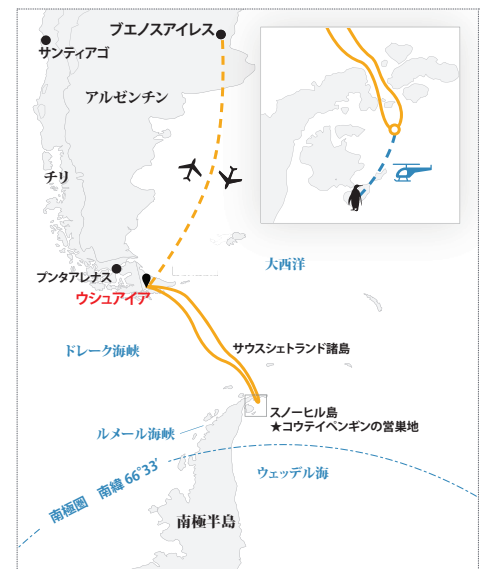 ブエノスアイレス
サンティアゴ
アルゼンチン
チリ
大西洋
プンタアレナス
ウシュアイア
サウスシェトランド諸島
ドレーク海峡
スノーヒル島
★コウテイペンギンの営巣地
ルメール海峡
ウェッデル海
南極圏 南緯 66°33′
南極半島